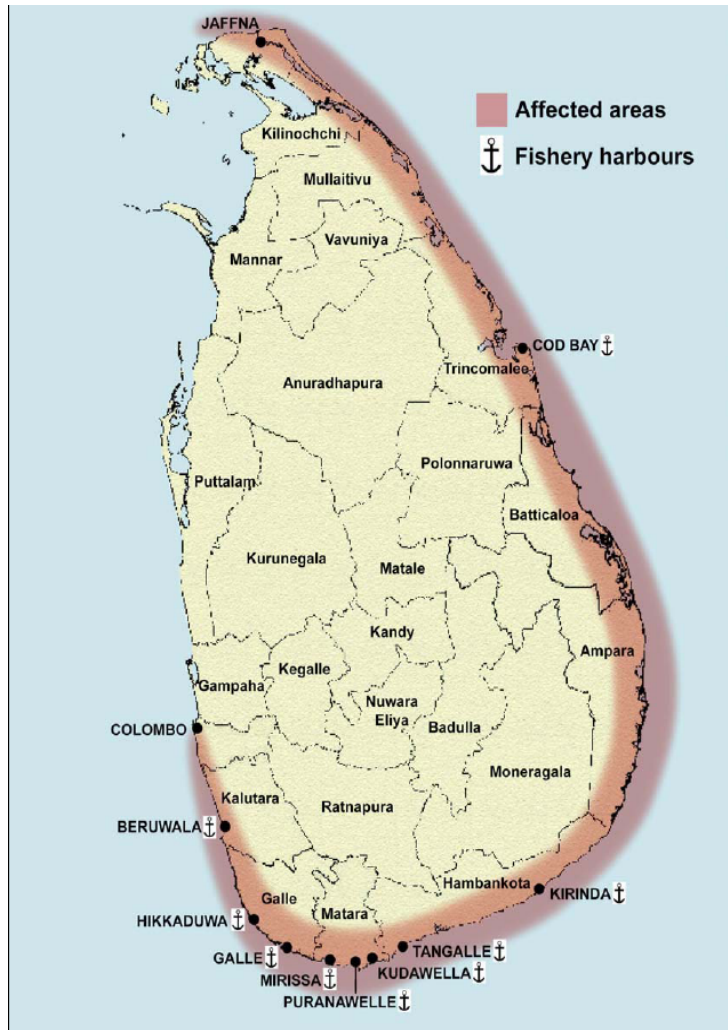 JAFFNA
Affected areas
Fishery harbours
Kilinochchi
Mullaitivu
Vavuniya
Mannar
COD BAY
Trincomalee
Anuradhapura
Polonnaruwa
Puttalam
Batticaloa
Kurunegala
Matale
Kandy
Ampara
Kegalle
Gampaha
Nuwara
Eliya
Badulla
COLOMBO
Moneragala
Kalutara
Ratnapura
BERUWALA
Hambankota
KIRINDA
Galle
Matara
HIKKADUWA
TANGALLE
GALLE
KUDAWELLA
MIRISSA
PURANAWELLE